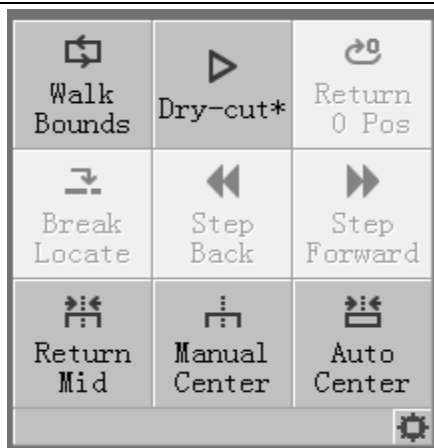 Walk
Bounds
Dry-cut*
Return
0 Pos
Break
Locate
Step
Back
Step
Forward
Return
Mid
Manual
Center
Auto
Center